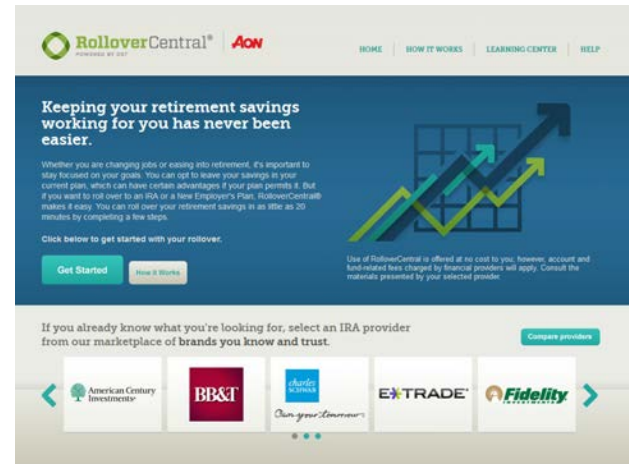 RolloverCentral® | AON
POWERED BY DST
HOME HOW IT WORKS LEARNING CENTER HELP
Keeping your retirement savings
working for you has never been
easier.
Whether you are changing jobs or easing into retirement, it's important to
stay focused on your goals. You can opt to leave your savings in your
current plan, which can have certain advantages if your plan permits it. But
if you want to roll over to an IRA or a New Employer's Plan, RolloverCentral®
makes it easy. You can roll over your retirement savings in as little as 20
minutes by completing a few steps.
Click below to get started with your rollover.
Get Started
How it Works
Use of RolloverCentral is offered at no cost to you, however, account and
fund-related fees charged by financial providers will apply. Consult the
materials presented by your selected provider.
If you already know what you're looking for, select an IRA provider
from our marketplace of brands you know and trust.
Compare providers
American Century
Investments®
BB&T
charles
SCHWAB
Own your tomorrow™
E*TRADE®
Fidelity
INVESTMENTS®